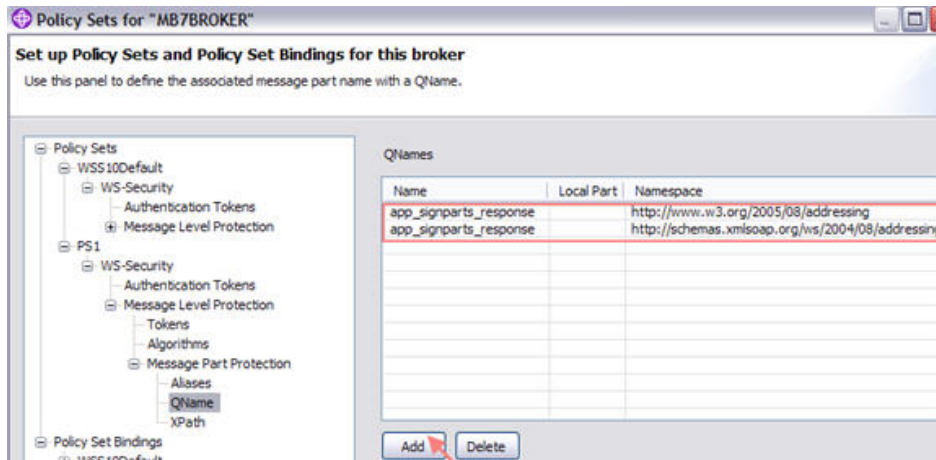 Policy Sets for "MB7BROKER"
Set up Policy Sets and Policy Set Bindings for this broker
Use this panel to define the associated message part name with a QName.
Policy Sets
WSS10Default
WS-Security
Authentication Tokens
Message Level Protection
PS1
WS-Security
Authentication Tokens
Message Level Protection
Tokens
Algorithms
Message Part Protection
Aliases
QName
XPath
Policy Set Bindings
WSS10Default
QNames
Name Local Part Namespace
app_signparts_response http://www.w3.org/2005/08/addressing
app_signparts_response http://schemas.xmlsoap.org/ws/2004/08/addressing
Add Delete